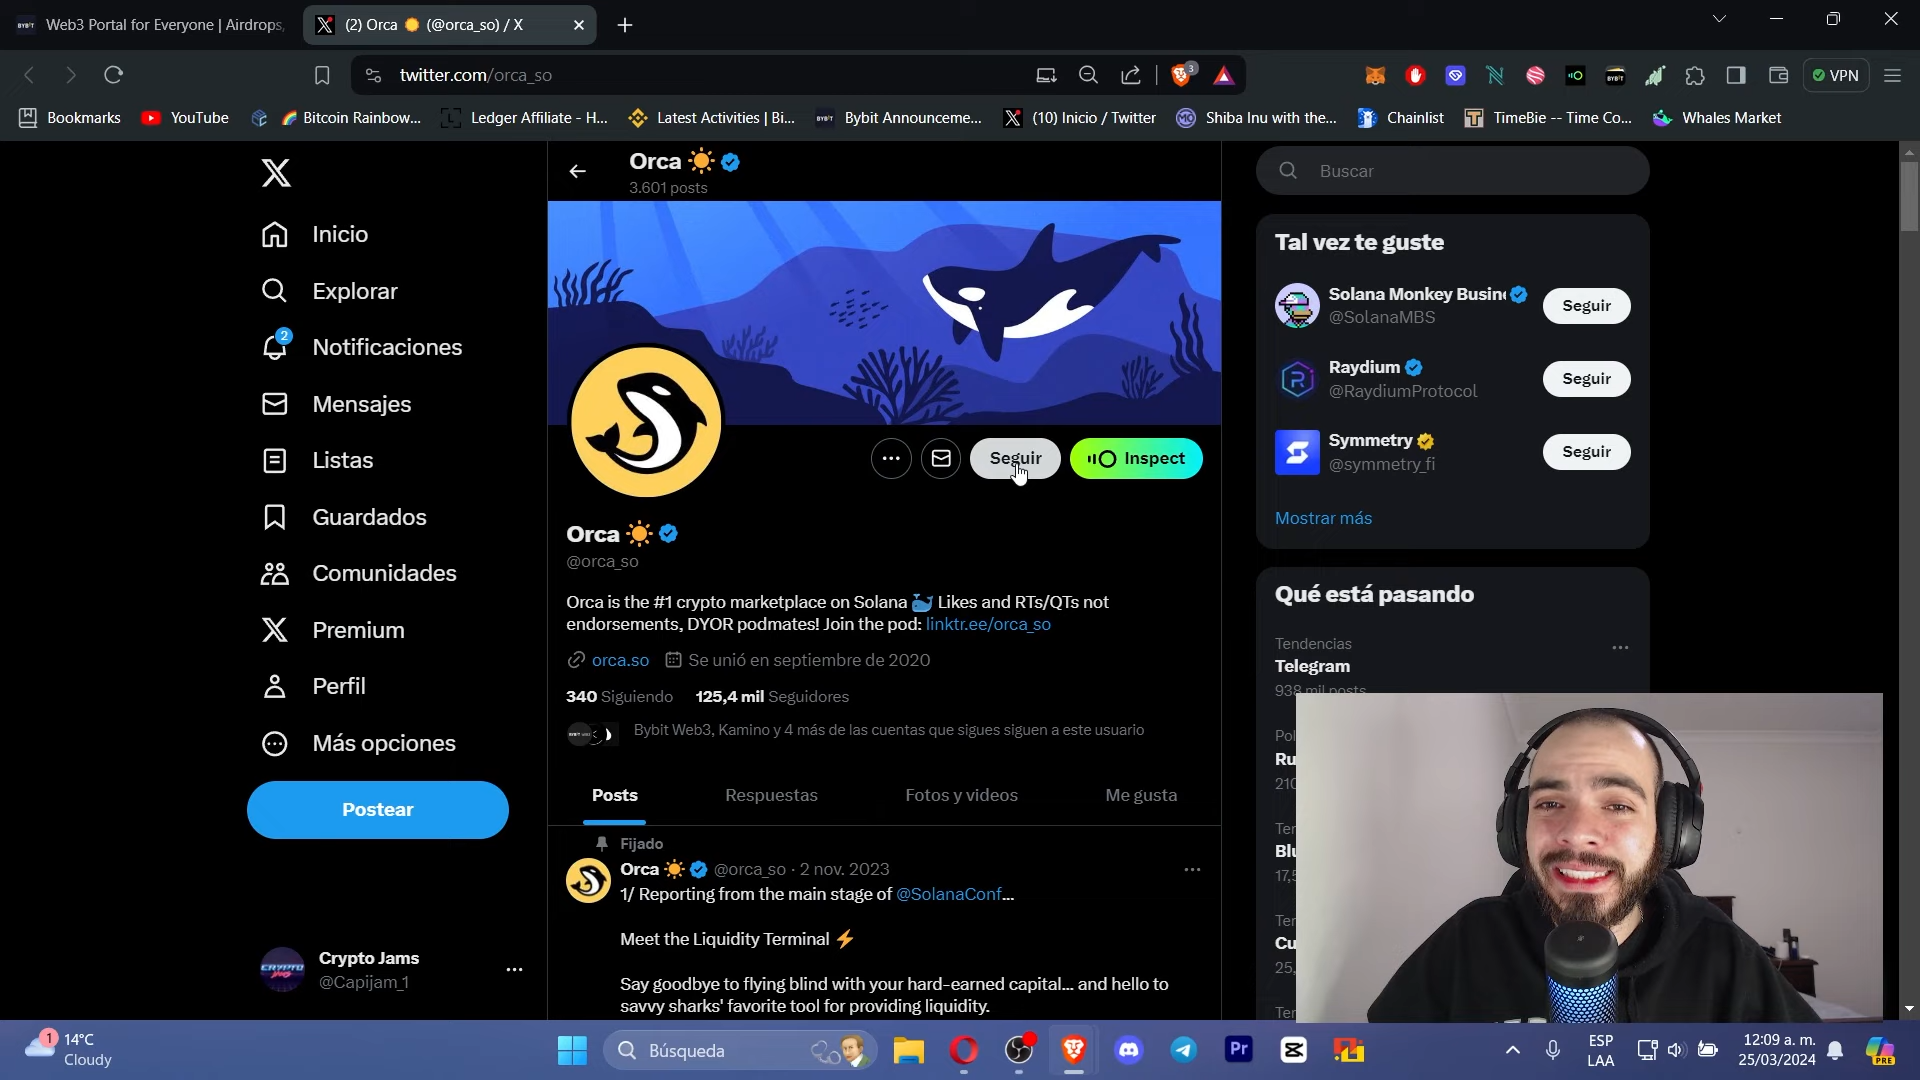 Web3 Portal for Everyone | Airdrops,
(2) Orca ☀️ (@orca_so) / X
twitter.com/orca_so
3
VPN
Bookmarks
YouTube
Bitcoin Rainbow...
Ledger Affiliate - H...
Latest Activities | Bi...
Bybit Announceme...
(10) Inicio / Twitter
Shiba Inu with the...
Chainlist
TimeBie -- Time Co...
Whales Market
Inicio
Explorar
2
Notificaciones
Mensajes
Listas
Guardados
Comunidades
Premium
Perfil
Más opciones
Postear
Crypto Jams
@Capijam_1
Orca ☀️
3.601 posts
Seguir
Inspect
Orca ☀️
@orca_so
Orca is the #1 crypto marketplace on Solana 🐳 Likes and RTs/QTs not
endorsements, DYOR podmates! Join the pod: linktr.ee/orca_so
orca.so Se unió en septiembre de 2020
340 Siguiendo 125,4 mil Seguidores
Bybit Web3, Kamino y 4 más de las cuentas que sigues siguen a este usuario
Posts Respuestas Fotos y videos Me gusta
Fijado
Orca ☀️ @orca_so · 2 nov. 2023
1/ Reporting from the main stage of @SolanaConf...
Meet the Liquidity Terminal ⚡
Say goodbye to flying blind with your hard-earned capital... and hello to
savvy sharks' favorite tool for providing liquidity.
Buscar
Tal vez te guste
Solana Monkey Busin
@SolanaMBS
Seguir
Raydium
@RaydiumProtocol
Seguir
Symmetry
@symmetry_fi
Seguir
Mostrar más
Qué está pasando
Tendencias
Telegram
938 mil posts
1
14°C
Cloudy
Búsqueda
Pr
ESP
LAA
12:09 a. m.
25/03/2024
PRE